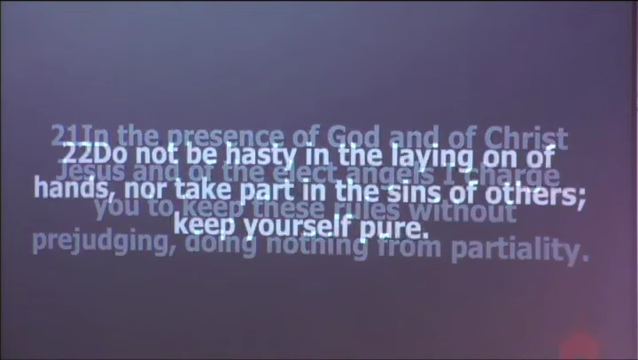 21In the presence of God and of Christ
Jesus and of the elect angels I charge
you to keep these rules without
prejudging, doing nothing from partiality.
22Do not be hasty in the laying on of
hands, nor take part in the sins of others;
keep yourself pure.